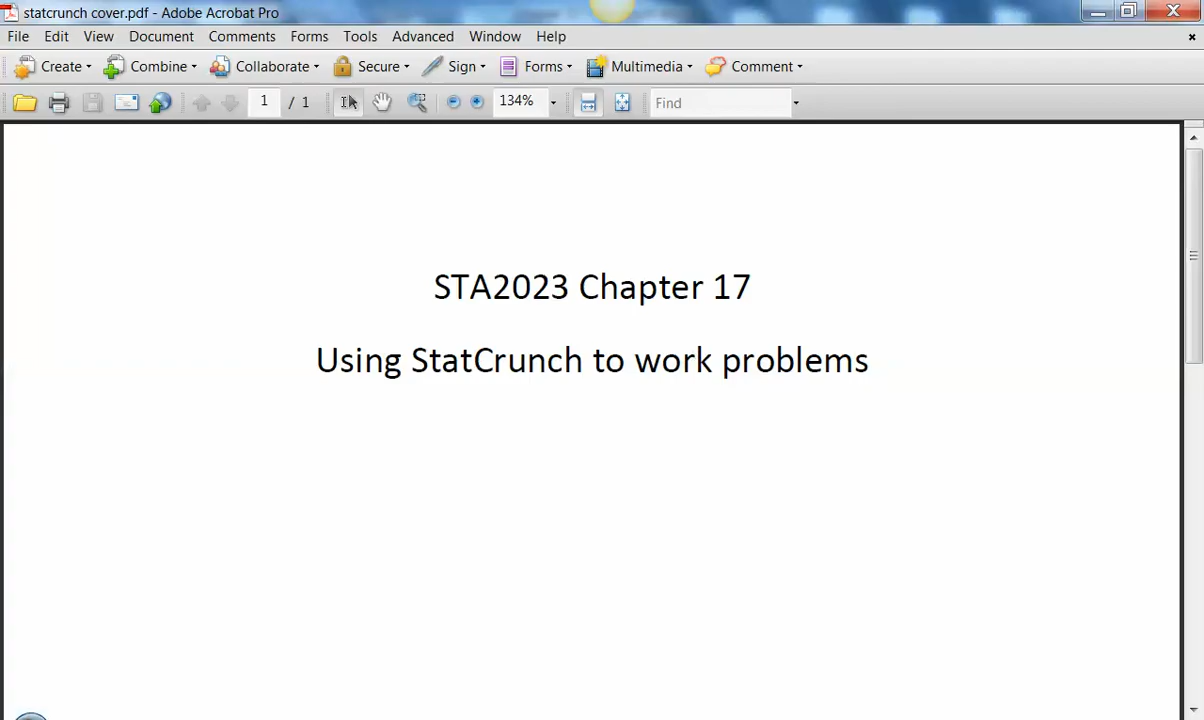 statcrunch cover.pdf - Adobe Acrobat Pro
File Edit View Document Comments Forms Tools Advanced Window Help
Create Combine Collaborate Secure Sign Forms Multimedia Comment
1 / 1 134% Find
STA2023 Chapter 17
Using StatCrunch to work problems